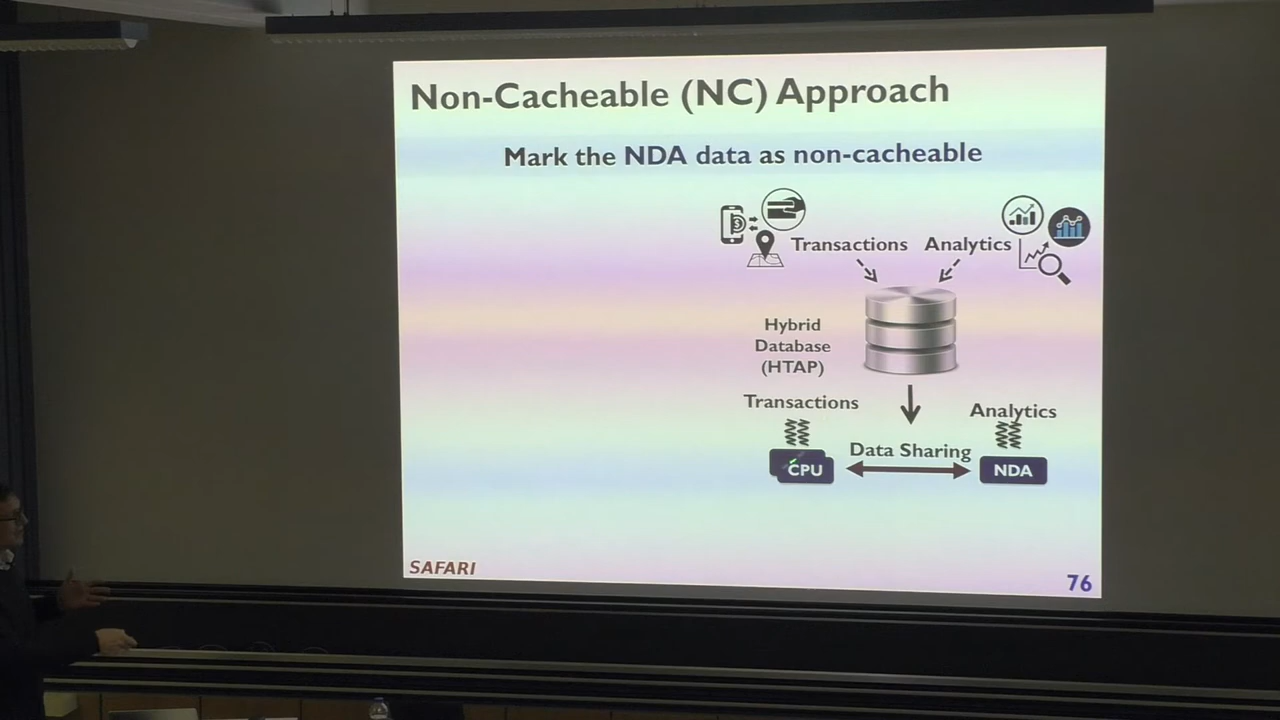 Non-Cacheable (NC) Approach
Mark the NDA data as non-cacheable
Transactions Analytics
Hybrid
Database
(HTAP)
Transactions
Analytics
Data Sharing
CPU
NDA
SAFARI
76